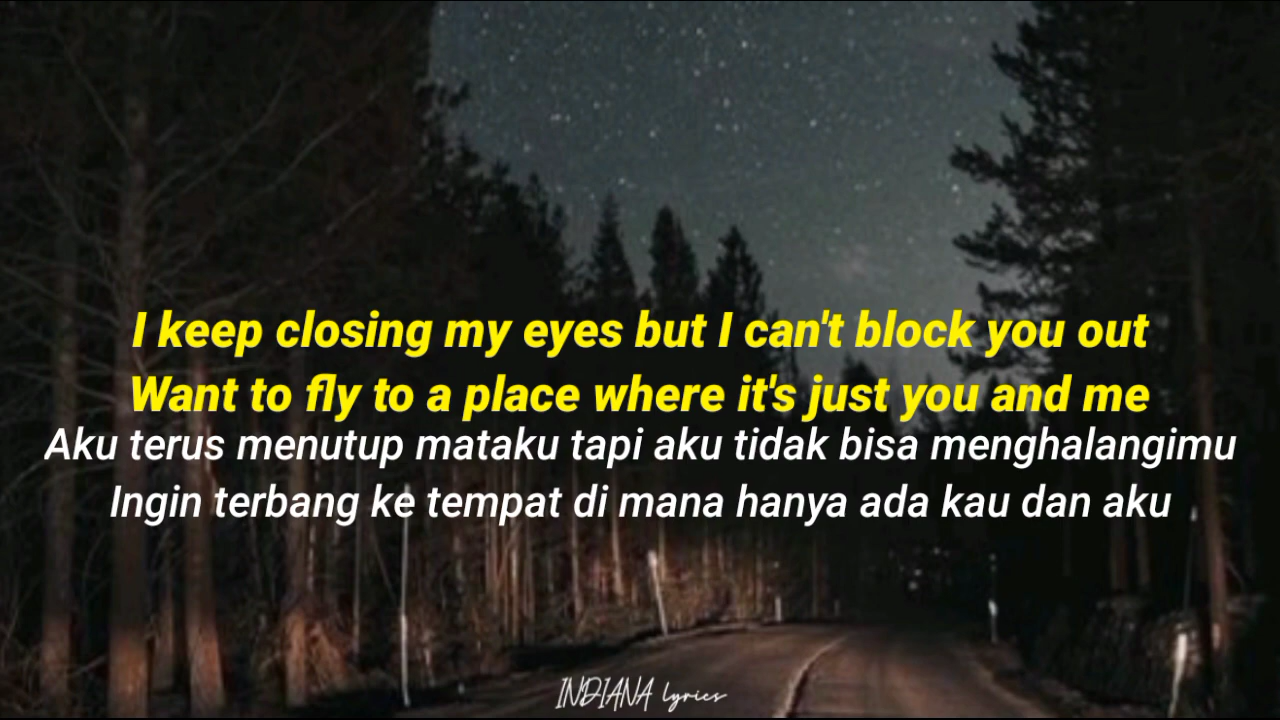 I keep closing my eyes but I can't block you out
Want to fly to a place where it's just you and me
Aku terus menutup mataku tapi aku tidak bisa menghalangimu
Ingin terbang ke tempat di mana hanya ada kau dan aku
INDIANA lyrics